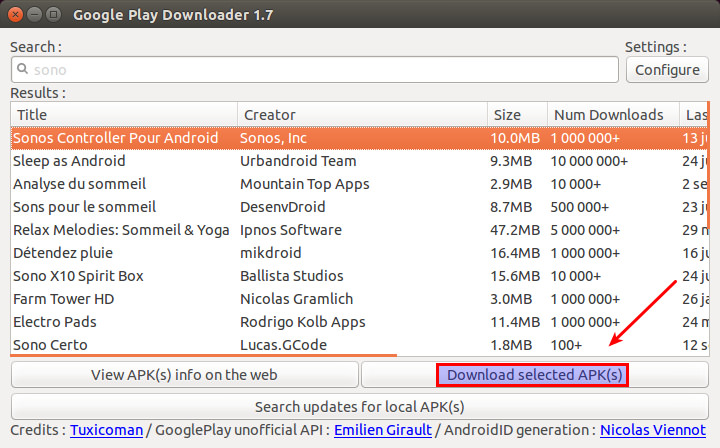 Google Play Downloader 1.7
Search : Settings :
sono Configure
Results :
Title Creator Size Num Downloads Las
Sonos Controller Pour Android Sonos, Inc 10.0MB 1 000 000+ 13 ju
Sleep as Android Urbandroid Team 9.3MB 10 000 000+ 24 ju
Analyse du sommeil Mountain Top Apps 2.9MB 10 000+ 2 se
Sons pour le sommeil DesenvDroid 8.7MB 500 000+ 23 ju
Relax Melodies: Sommeil & Yoga Ipnos Software 47.2MB 5 000 000+ 29 m
Détendez pluie mikdroid 16.4MB 1 000 000+ 16 ju
Sono X10 Spirit Box Ballista Studios 15.6MB 10 000+ 24 ju
Farm Tower HD Nicolas Gramlich 3.0MB 1 000 000+ 26 ja
Electro Pads Rodrigo Kolb Apps 11.4MB 1 000 000+ 24 m
Sono Certo Lucas.GCode 1.8MB 100+ 12 s
View APK(s) info on the web Download selected APK(s)
Search updates for local APK(s)
Credits : Tuxicoman / GooglePlay unofficial API : Emilien Girault / AndroidID generation : Nicolas Viennot